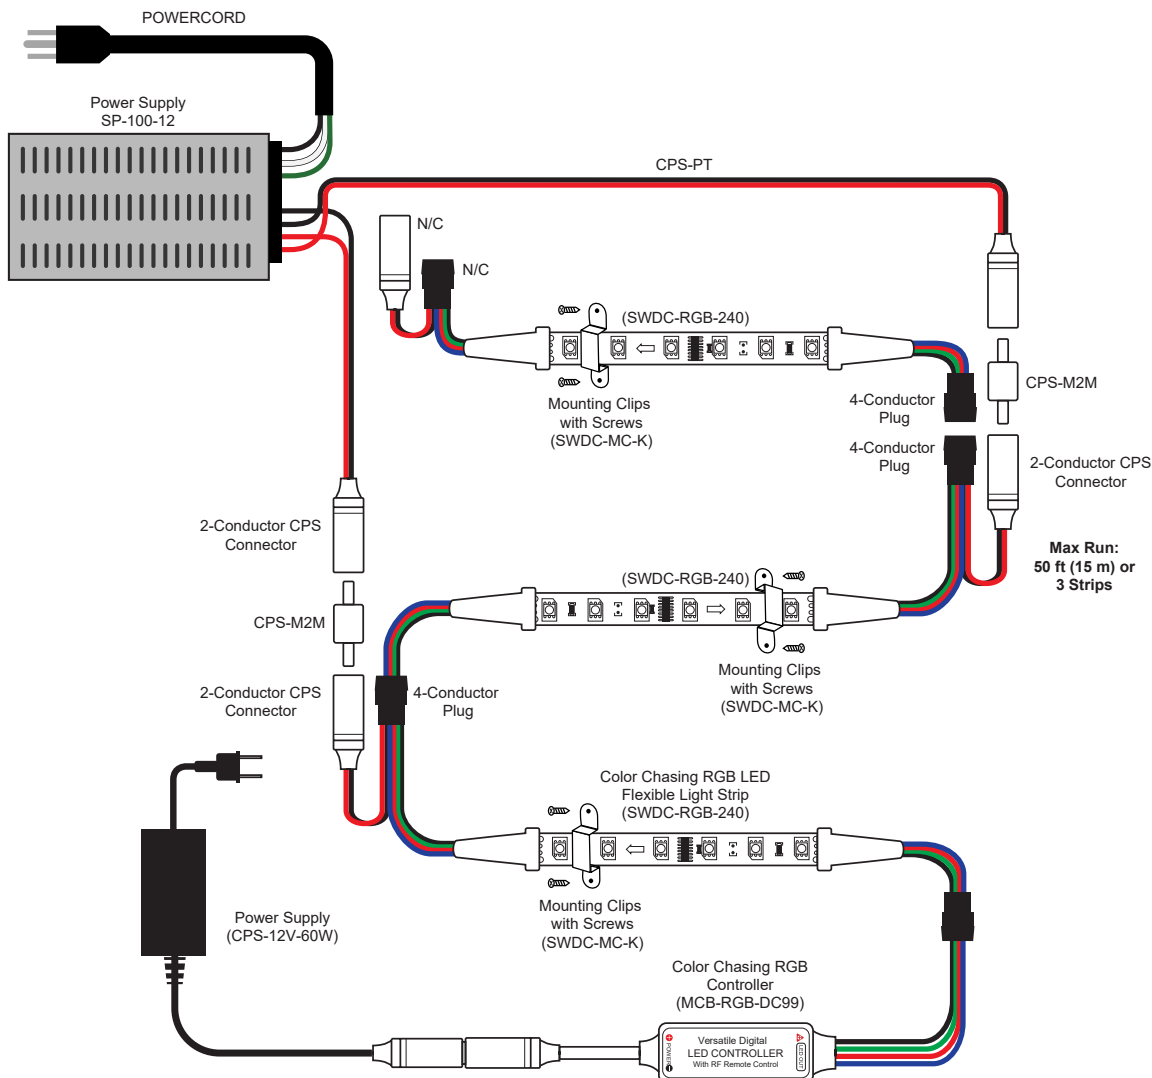 POWERCORD
Power Supply
SP-100-12
CPS-PT
N/C
N/C
(SWDC-RGB-240)
Mounting Clips
with Screws
(SWDC-MC-K)
4-Conductor
Plug
CPS-M2M
4-Conductor
Plug
2-Conductor CPS
Connector
2-Conductor CPS
Connector
Max Run:
50 ft (15 m) or
3 Strips
(SWDC-RGB-240)
CPS-M2M
Mounting Clips
with Screws
(SWDC-MC-K)
2-Conductor CPS
Connector
4-Conductor
Plug
Color Chasing RGB LED
Flexible Light Strip
(SWDC-RGB-240)
Mounting Clips
with Screws
(SWDC-MC-K)
Power Supply
(CPS-12V-60W)
Color Chasing RGB
Controller
(MCB-RGB-DC99)
POWER
Versatile Digital
LED CONTROLLER
With RF Remote Control
LED OUT